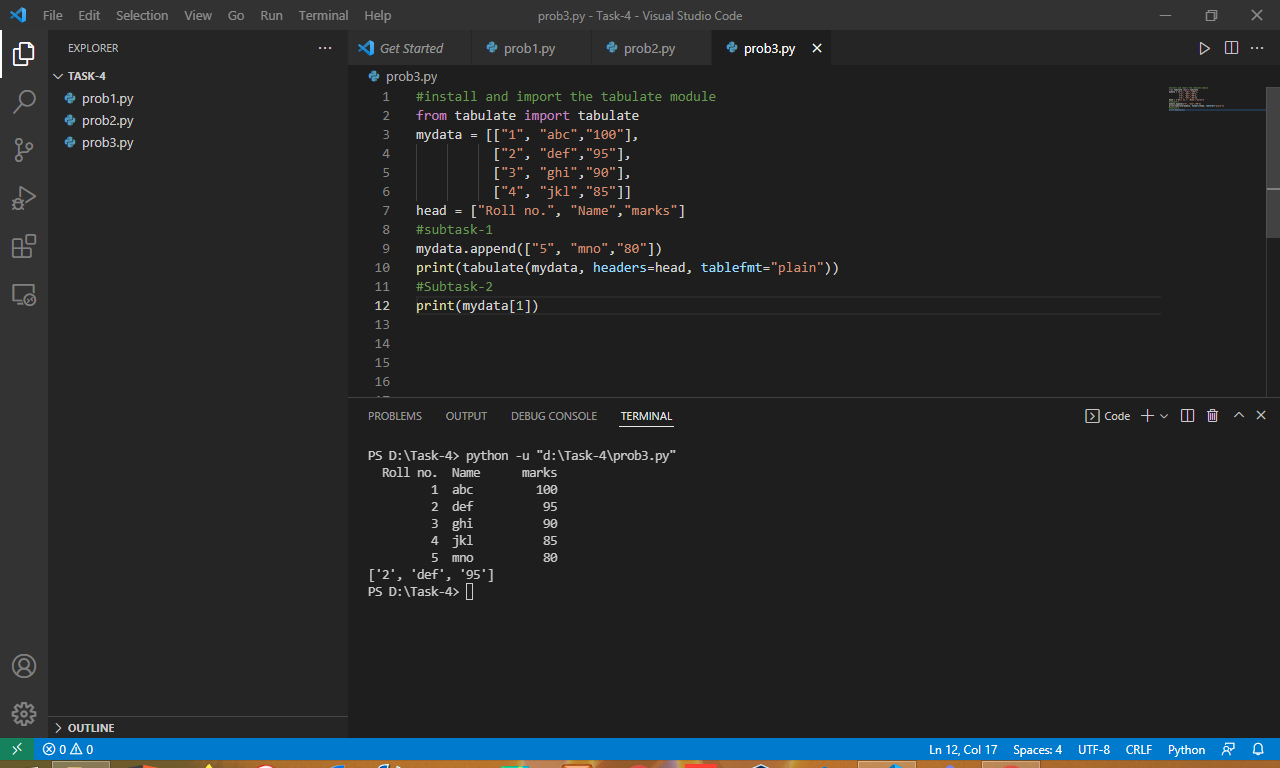 File Edit Selection View Go Run Terminal Help prob3.py - Task-4 - Visual Studio Code
EXPLORER
TASK-4
prob1.py
prob2.py
prob3.py
OUTLINE
Get Started prob1.py prob2.py prob3.py
prob3.py
1 #install and import the tabulate module
2 from tabulate import tabulate
3 mydata = [["1", "abc","100"],
4 ["2", "def","95"],
5 ["3", "ghi","90"],
6 ["4", "jkl","85"]]
7 head = ["Roll no.", "Name","marks"]
8 #subtask-1
9 mydata.append(["5", "mno","80"])
10 print(tabulate(mydata, headers=head, tablefmt="plain"))
11 #Subtask-2
12 print(mydata[1])
13
14
15
16
PROBLEMS OUTPUT DEBUG CONSOLE TERMINAL Code
PS D:\Task-4> python -u "d:\Task-4\prob3.py"
Roll no. Name marks
1 abc 100
2 def 95
3 ghi 90
4 jkl 85
5 mno 80
['2', 'def', '95']
PS D:\Task-4>
0 0 Ln 12, Col 17 Spaces: 4 UTF-8 CRLF Python